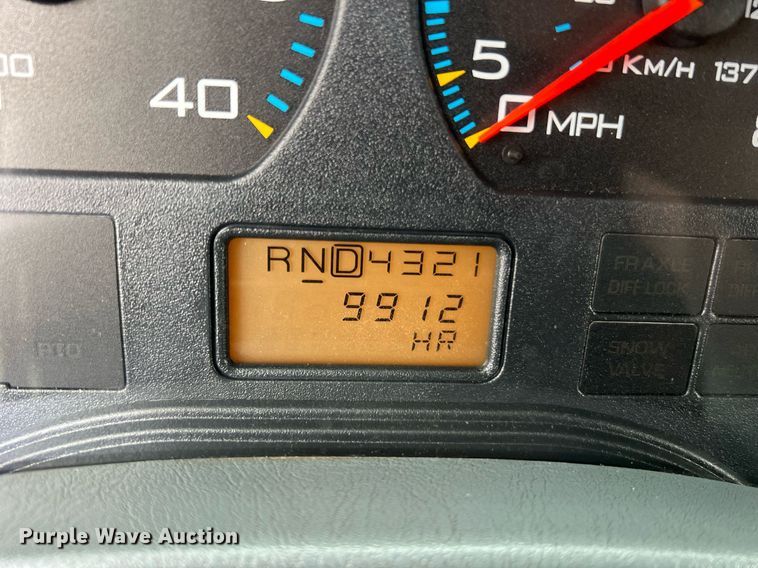 40
5
0 MPH
KM/H 137
RND4321
9912
HR
PTO
FR AXLE
DIFF LOCK
SNOW
VALVE
Purple Wave Auction